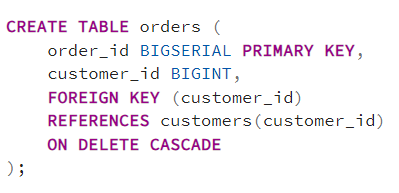 CREATE TABLE orders (
    order_id BIGSERIAL PRIMARY KEY,
    customer_id BIGINT,
    FOREIGN KEY (customer_id)
    REFERENCES customers(customer_id)
    ON DELETE CASCADE
);